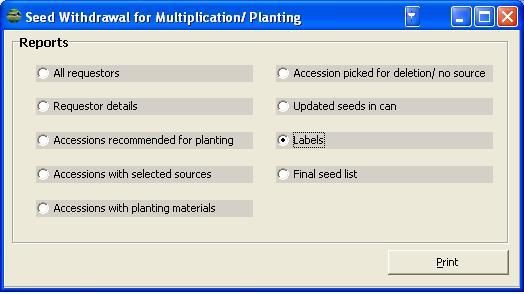 Seed Withdrawal for Multiplication/ Planting
Reports
All requestors
Requestor details
Accessions recommended for planting
Accessions with selected sources
Accessions with planting materials
Accession picked for deletion/ no source
Updated seeds in can
Labels
Final seed list
Print